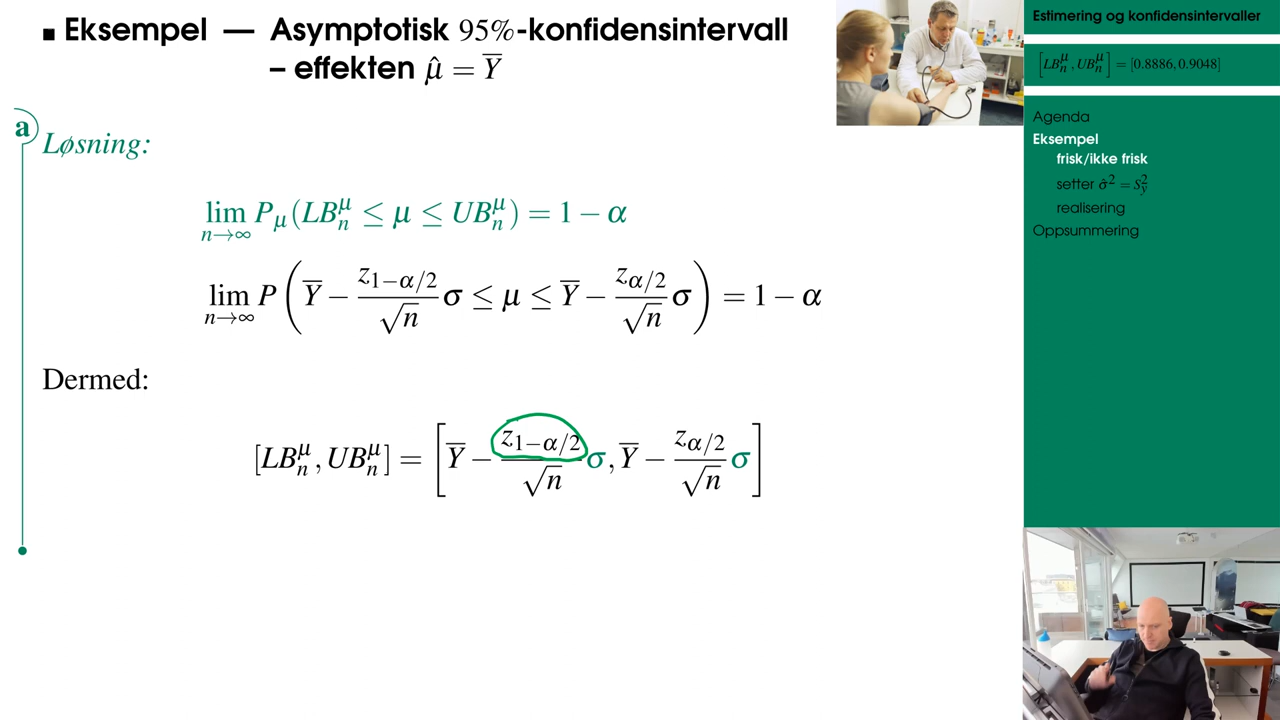 ▪ Eksempel — Asymptotisk 95%-konfidensintervall
– effekten μ̂ = Y̅
a
Løsning:
lim n→∞ P_μ(LB_n^μ ≤ μ ≤ UB_n^μ) = 1 − α
lim n→∞ P(Y̅ − z_{1−α/2}/√n σ ≤ μ ≤ Y̅ − z_{α/2}/√n σ) = 1 − α
Dermed:
[LB_n^μ, UB_n^μ] = [Y̅ − z_{1−α/2}/√n σ, Y̅ − z_{α/2}/√n σ]
Estimering og konfidensintervaller
[LB_n^μ, UB_n^μ] = [0.8886, 0.9048]
Agenda
Eksempel
frisk/ikke frisk
setter σ̂² = S_y²
realisering
Oppsummering